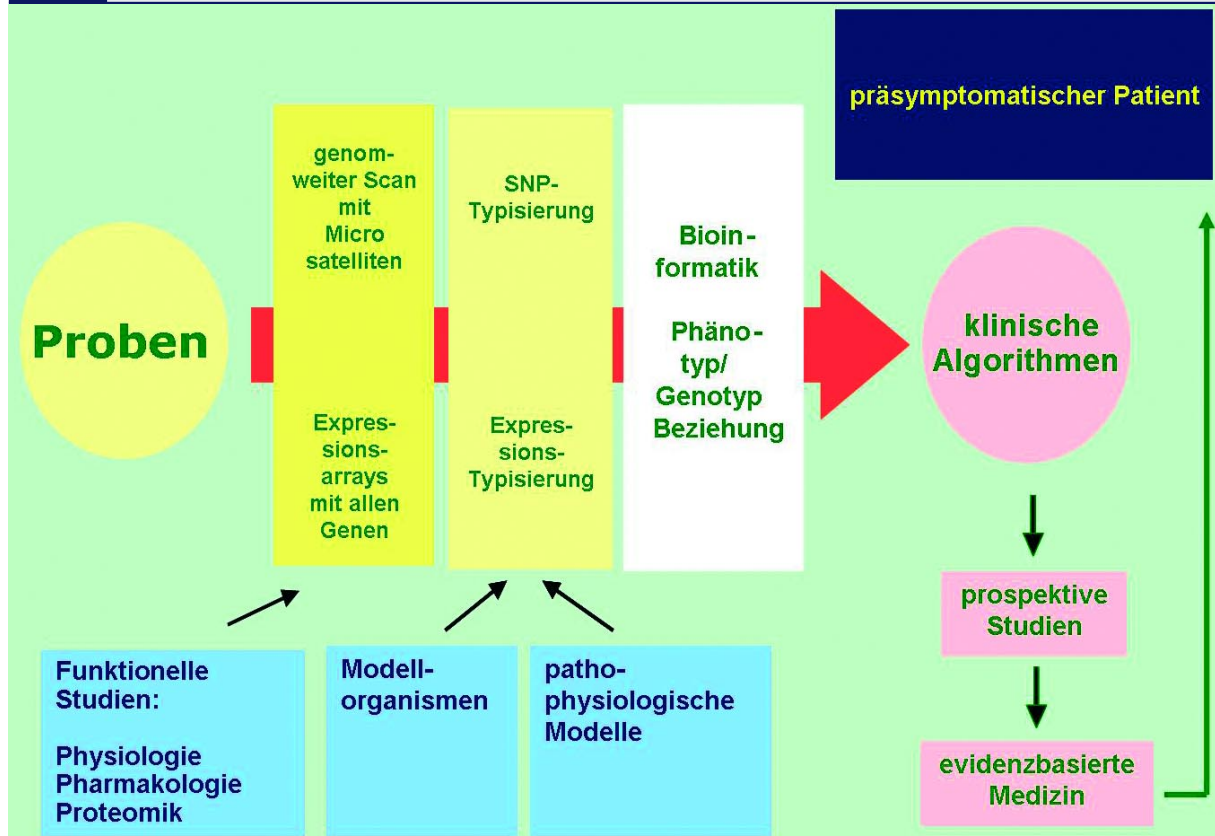 präsymptomatischer Patient
Proben
genom-
weiter Scan
mit
Micro
satelliten
Expres-
sions-
arrays
mit allen
Genen
SNP-
Typisierung
Expres-
sions-
Typisierung
Bioin-
formatik
Phäno-
typ/
Genotyp
Beziehung
klinische
Algorithmen
prospektive
Studien
evidenzbasierte
Medizin
Funktionelle
Studien:
Physiologie
Pharmakologie
Proteomik
Modell-
organismen
patho-
physiologische
Modelle